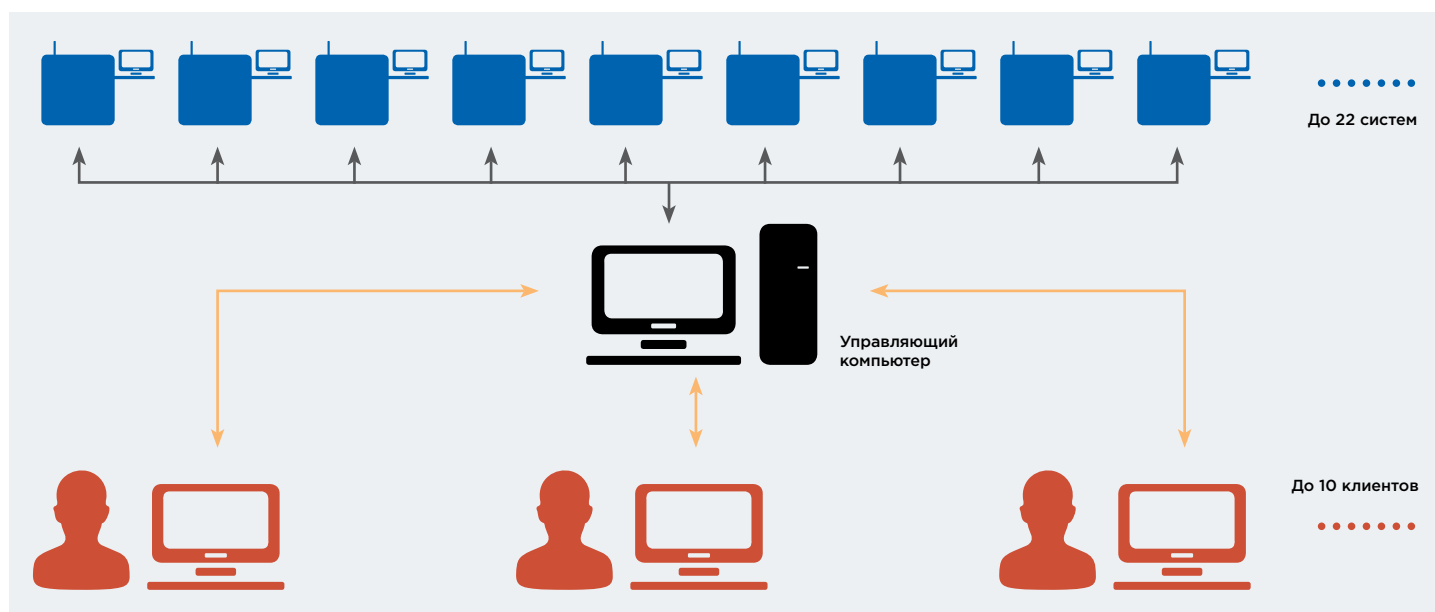 До 22 систем
Управляющий
компьютер
До 10 клиентов